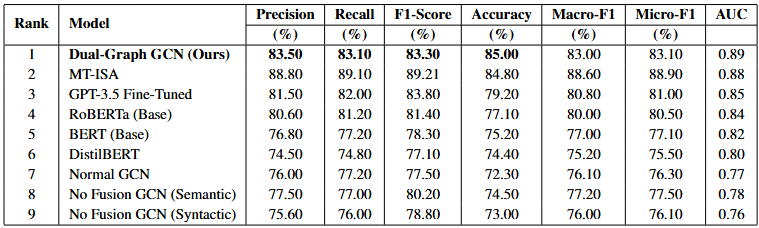 Rank Model Precision Recall F1-Score Accuracy Macro-F1 Micro-F1 AUC
(%) (%) (%) (%) (%) (%)
1 Dual-Graph GCN (Ours) 83.50 83.10 83.30 85.00 83.00 83.10 0.89
2 MT-ISA 88.80 89.10 89.21 84.80 88.60 88.90 0.88
3 GPT-3.5 Fine-Tuned 81.50 82.00 83.80 79.20 80.80 81.00 0.85
4 RoBERTa (Base) 80.60 81.20 81.40 77.10 80.00 80.50 0.84
5 BERT (Base) 76.80 77.20 78.30 75.20 77.00 77.10 0.82
6 DistilBERT 74.50 74.80 77.10 74.40 75.20 75.50 0.80
7 Normal GCN 76.00 77.20 77.50 72.30 76.10 76.30 0.77
8 No Fusion GCN (Semantic) 77.50 77.00 80.20 74.50 77.20 77.50 0.78
9 No Fusion GCN (Syntactic) 75.60 76.00 78.80 73.00 76.00 76.10 0.76